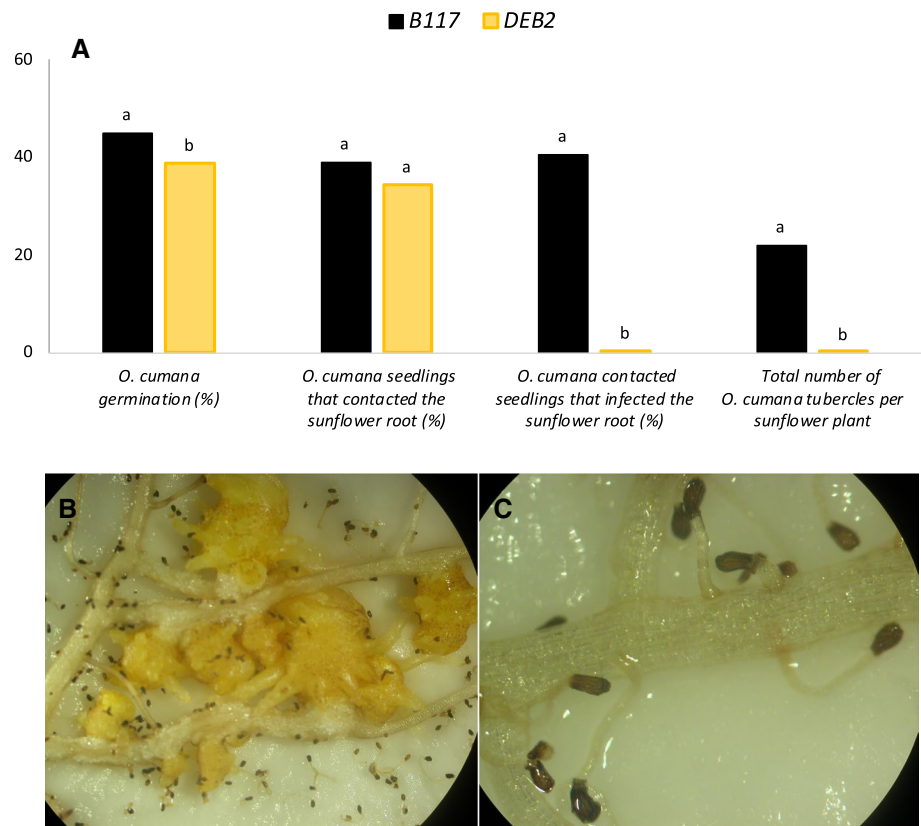 B117 DEB2
A
60
40
20
0
a
b
a
a
a
b
a
b
O. cumana
germination (%)
O. cumana seedlings
that contacted the
sunflower root (%)
O. cumana contacted
seedlings that infected the
sunflower root (%)
Total number of
O. cumana tubercles per
sunflower plant
B
C